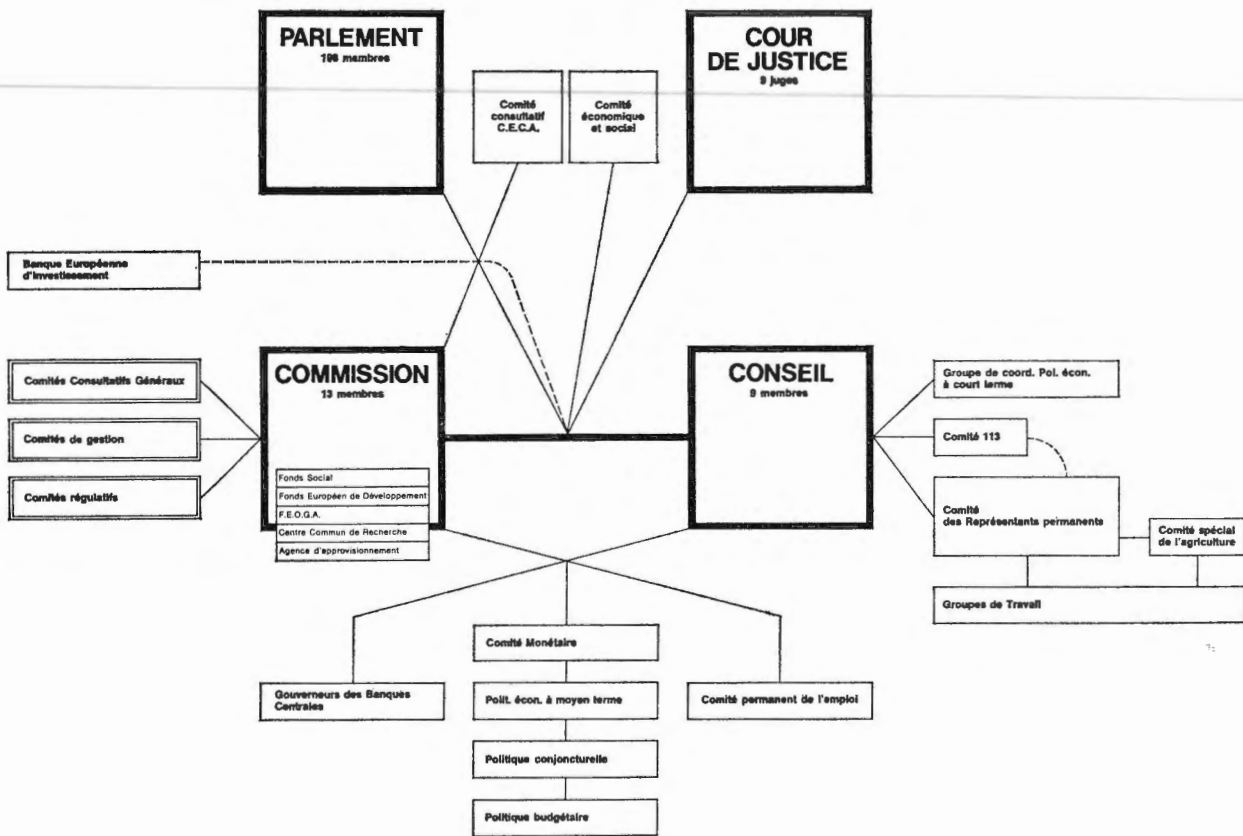 PARLEMENT
198 membres
COUR
DE JUSTICE
9 juges
Comité
consultatif
C.E.C.A.
Comité
économique
et social
Banque Européenne
d'Investissement
Comités Consultatifs Généraux
Comités de gestion
Comités régulatifs
COMMISSION
13 membres
Fonds Social
Fonds Européen de Développement
F.E.O.G.A.
Centre Commun de Recherche
Agence d'approvisionnement
CONSEIL
9 membres
Groupe de coord. Pol. écon.
à court terme
Comité 113
Comité
des Représentants permanents
Comité spécial
de l'agriculture
Groupes de Travail
Gouverneurs des Banques
Centrales
Comité Monétaire
Polit. écon. à moyen terme
Politique conjoncturelle
Politique budgétaire
Comité permanent de l'emploi